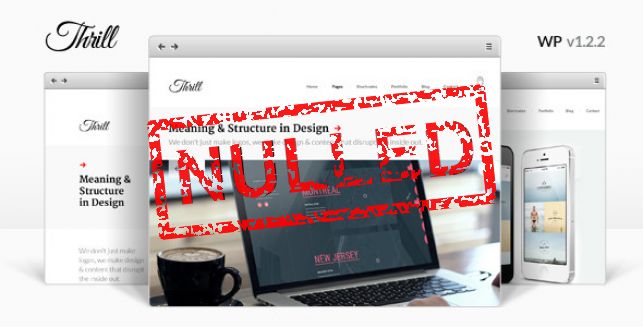 Thrill
WP v1.2.2
Thrill
Home Pages Shortcodes Portfolio Blog Contact
Meaning & Structure in Design
We don't just make logos, we make design & content that disrupt the inside out.
NULLED
MONTREAL
NEW JERSEY
Thrill
Meaning &
Structure
in Design
We don't just make
logos, we make design
& content that disrupt
the inside out.
Shortcodes Portfolio Blog Contact